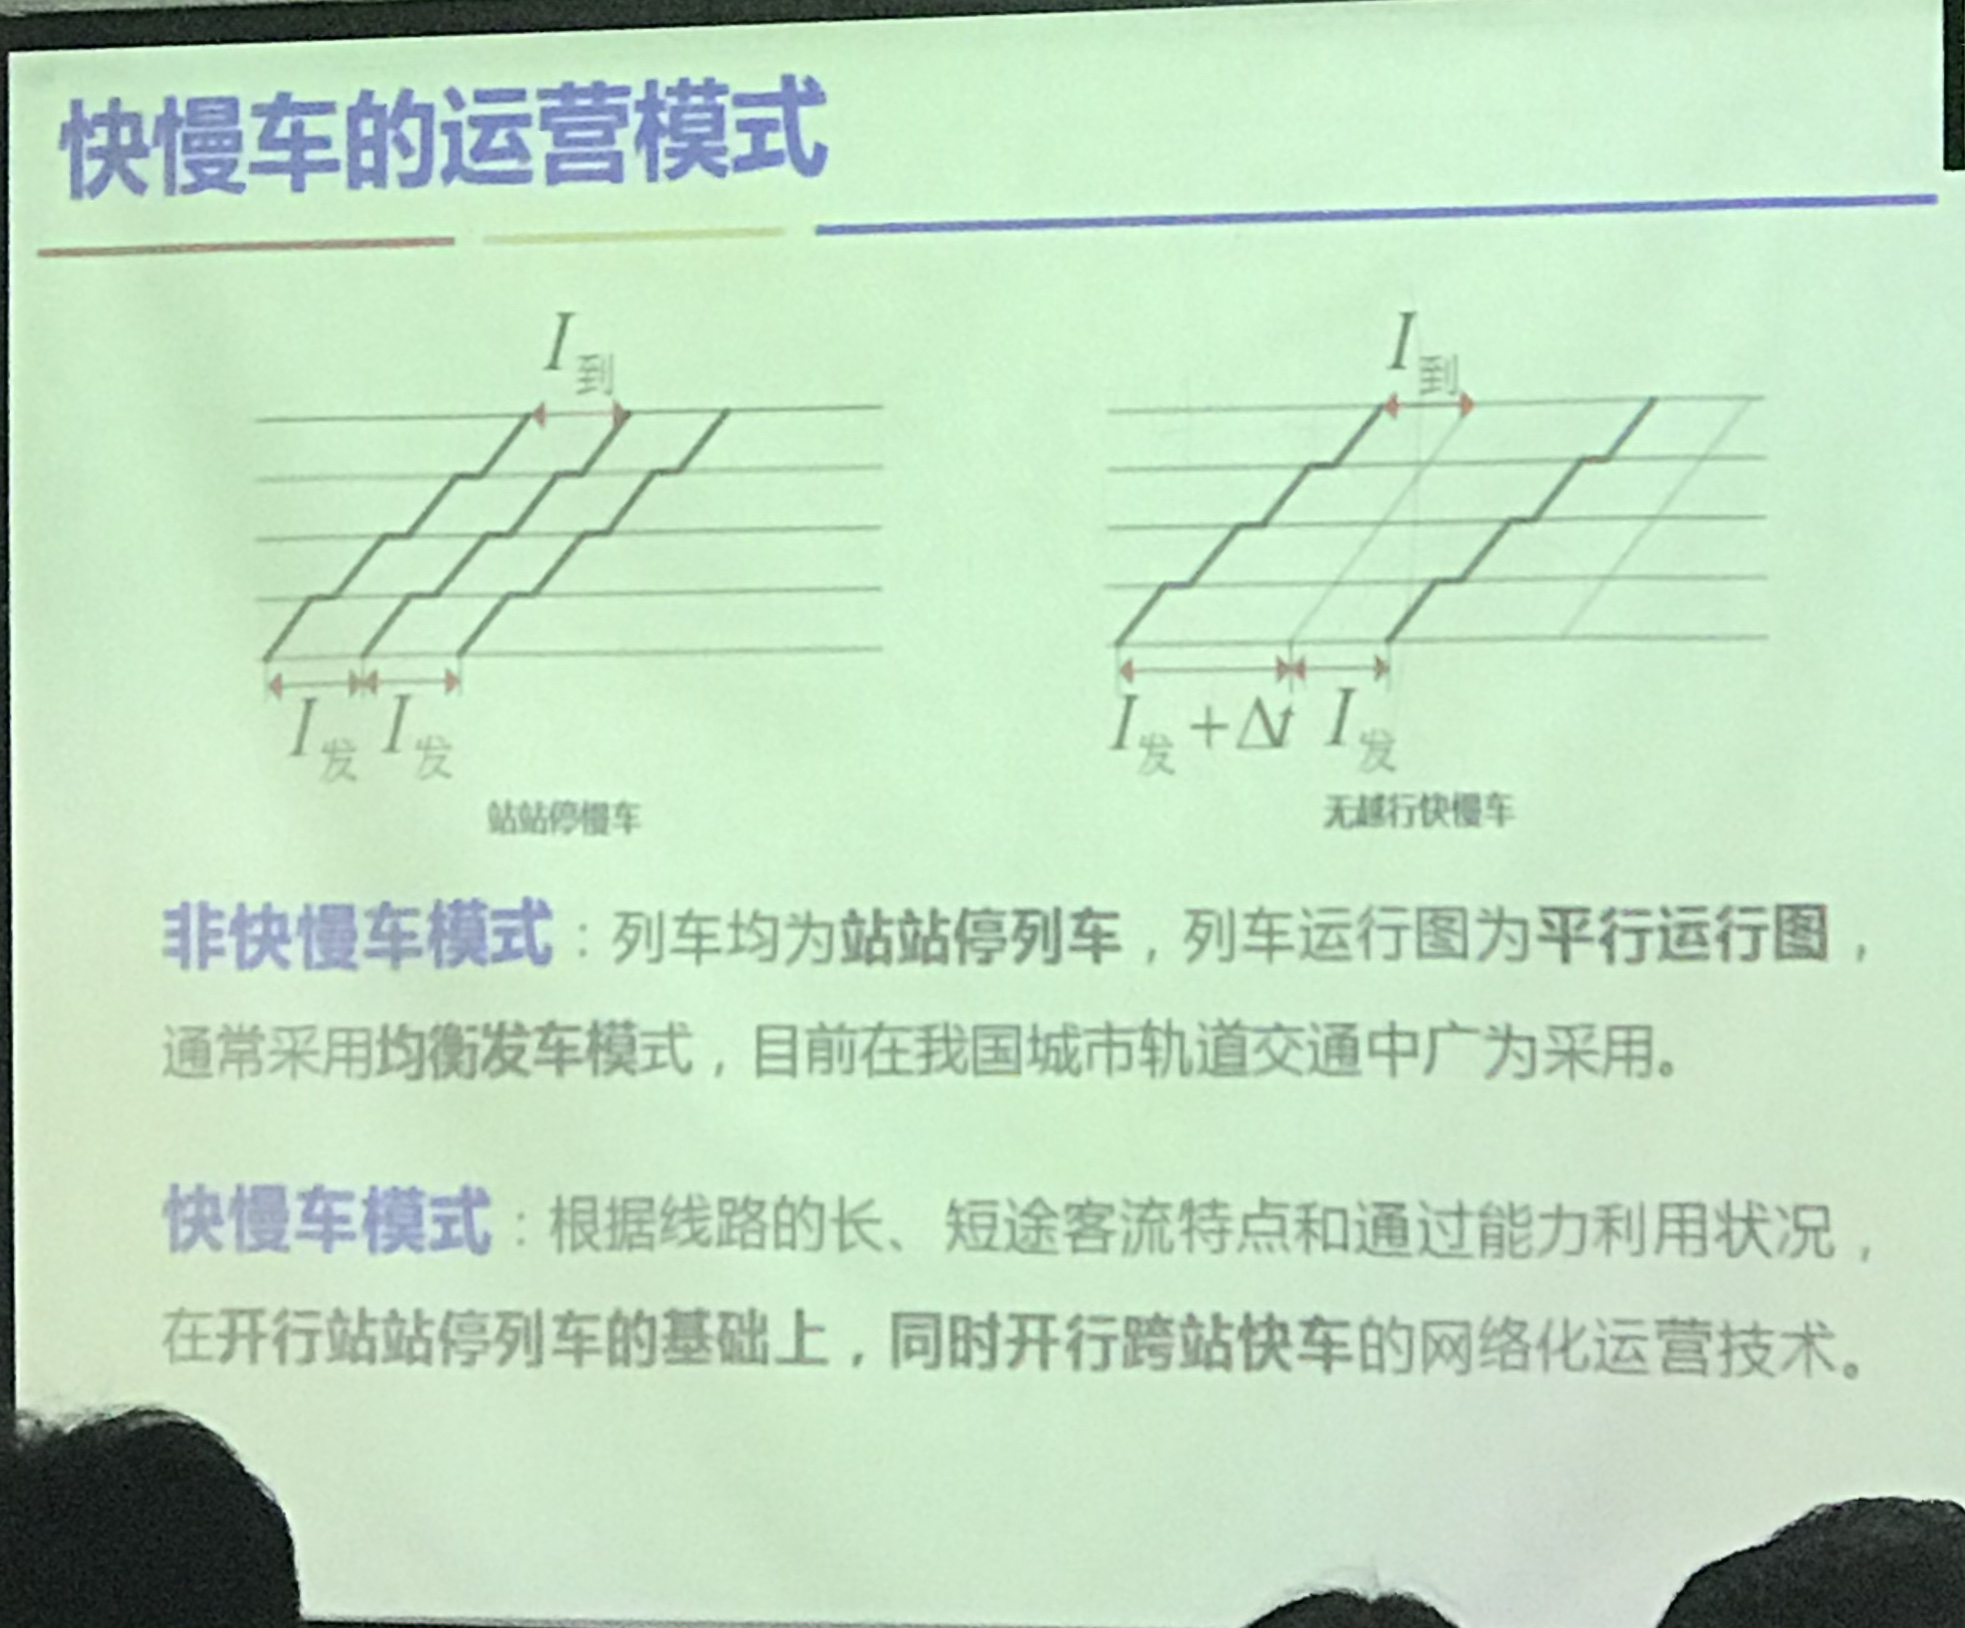 快慢车的运营模式
I到
I到
I发 I发
I发+Δt I发
站站停慢车
无越行快慢车
非快慢车模式：列车均为站站停列车，列车运行图为平行运行图，
通常采用均衡发车模式，目前在我国城市轨道交通中广为采用。
快慢车模式：根据线路的长、短途客流特点和通过能力利用状况，
在开行站站停列车的基础上，同时开行跨站快车的网络化运营技术。